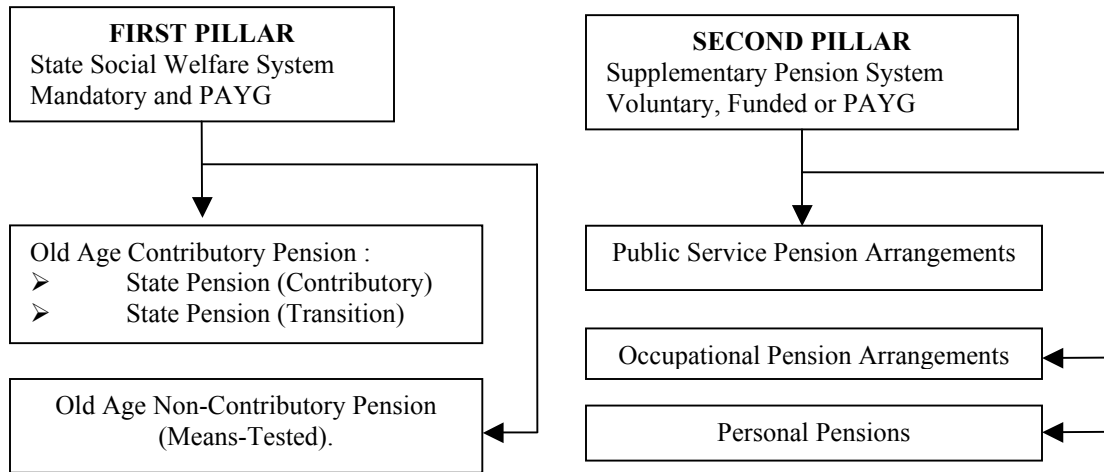 FIRST PILLAR
State Social Welfare System
Mandatory and PAYG
Old Age Contributory Pension :
➢ State Pension (Contributory)
➢ State Pension (Transition)
Old Age Non-Contributory Pension
(Means-Tested).
SECOND PILLAR
Supplementary Pension System
Voluntary, Funded or PAYG
Public Service Pension Arrangements
Occupational Pension Arrangements
Personal Pensions